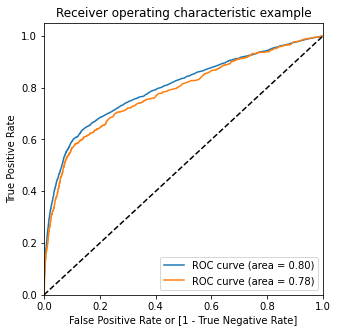 Receiver operating characteristic example
True Positive Rate
1.0
0.8
0.6
0.4
0.2
0.0
ROC curve (area = 0.80)
ROC curve (area = 0.78)
0.0 0.2 0.4 0.6 0.8 1.0
False Positive Rate or [1 - True Negative Rate]